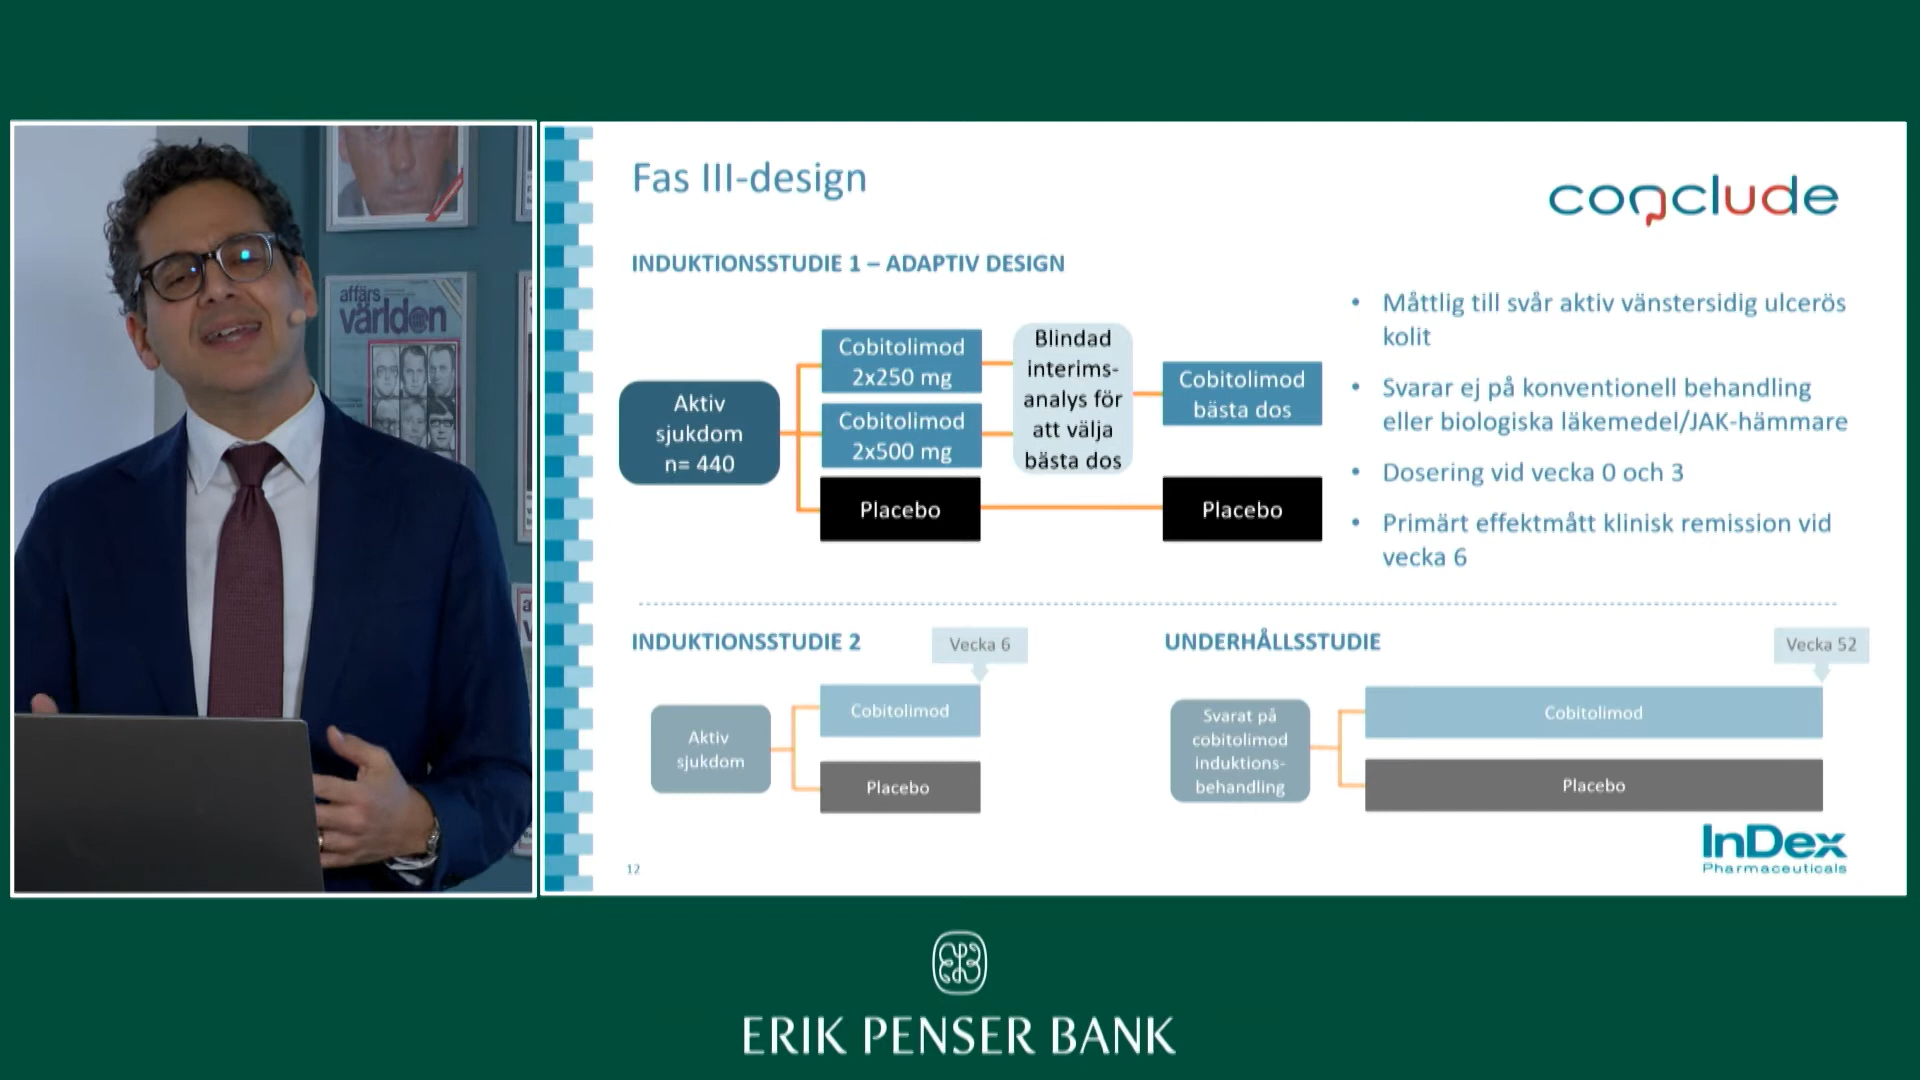 affärs
världen
Fas III-design
conclude
INDUKTIONSSTUDIE 1 – ADAPTIV DESIGN
Aktiv
sjukdom
n= 440
Cobitolimod
2x250 mg
Cobitolimod
2x500 mg
Placebo
Blindad
interims-
analys för
att välja
bästa dos
Cobitolimod
bästa dos
Placebo
• Måttlig till svår aktiv vänstersidig ulcerös
kolit
• Svarar ej på konventionell behandling
eller biologiska läkemedel/JAK-hämmare
• Dosering vid vecka 0 och 3
• Primärt effektmått klinisk remission vid
vecka 6
INDUKTIONSSTUDIE 2
Vecka 6
Aktiv
sjukdom
Cobitolimod
Placebo
UNDERHÅLLSSTUDIE
Vecka 52
Svarat på
cobitolimod
induktions-
behandling
Cobitolimod
Placebo
12
InDex
Pharmaceuticals
ERIK PENSER BANK